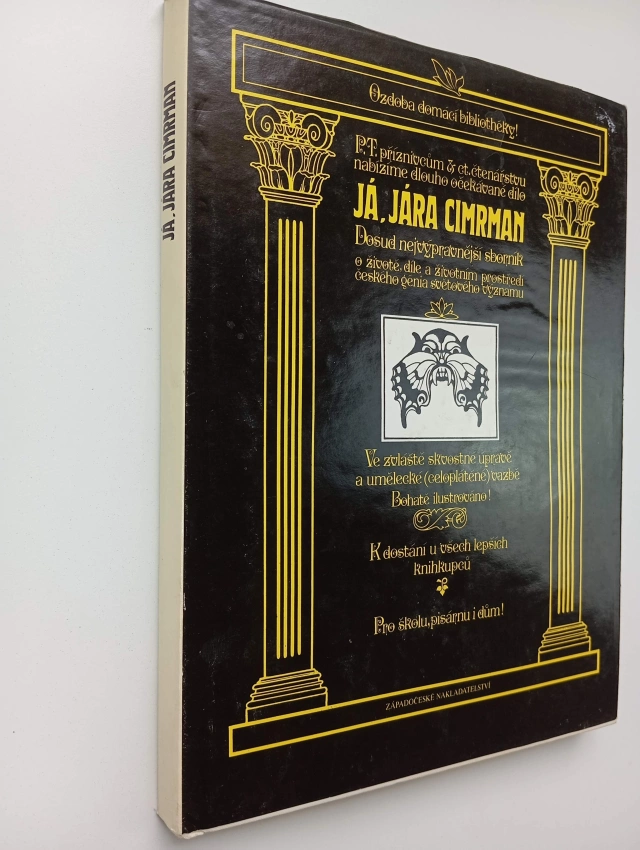 JÁ, JÁRA CIMRMAN
Ozdoba domácí bibliothéky!
P. T. příznivcům & ct. čtenářstvu
nabízíme dlouho očekávané dílo
JÁ, JÁRA CIMRMAN
Dosud nejvýpravnější sborník
o životě, díle a životním prostředí
českého génia světového významu
Ve zvláště skvostné úpravě
a umělecké (celoplátěné) vazbě
Bohatě ilustrováno!
K dostání u všech lepších
knihkupců
Pro školu, pisárnu i dům!
ZÁPADOČESKÉ NAKLADATELSTVÍ